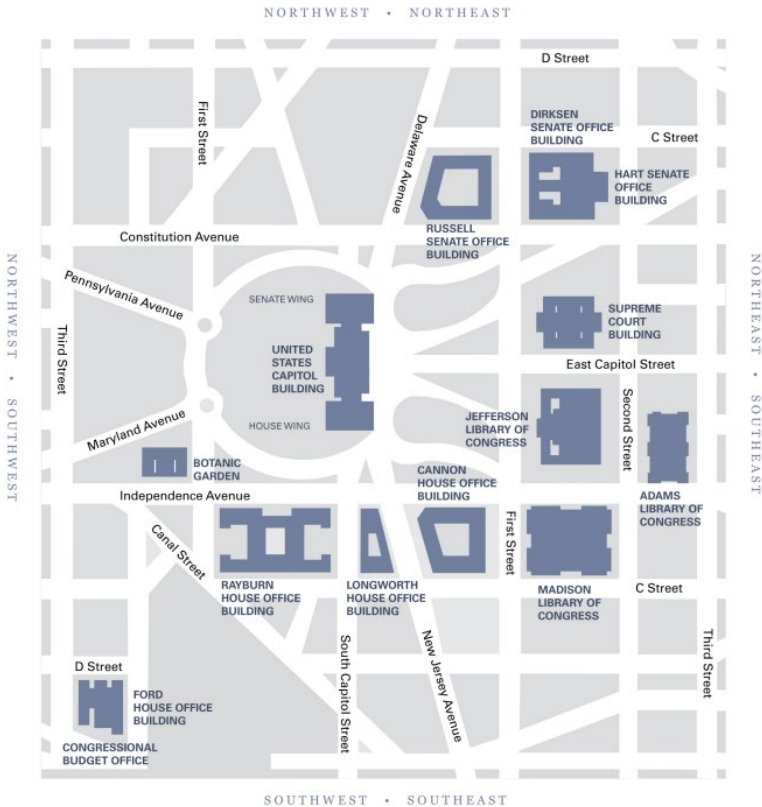 NORTHWEST • NORTHEAST
D Street
First Street
Delaware Avenue
DIRKSEN
SENATE OFFICE
BUILDING
C Street
HART SENATE
OFFICE
BUILDING
RUSSELL
SENATE OFFICE
BUILDING
Constitution Avenue
NORTHWEST • SOUTHWEST
NORTHEAST • SOUTHEAST
Pennsylvania Avenue
SENATE WING
SUPREME
COURT
BUILDING
Third Street
UNITED
STATES
CAPITOL
BUILDING
East Capitol Street
Maryland Avenue
HOUSE WING
JEFFERSON
LIBRARY OF
CONGRESS
Second Street
BOTANIC
GARDEN
CANNON
HOUSE OFFICE
BUILDING
ADAMS
LIBRARY OF
CONGRESS
Independence Avenue
Canal Street
First Street
RAYBURN
HOUSE OFFICE
BUILDING
LONGWORTH
HOUSE OFFICE
BUILDING
MADISON
LIBRARY OF
CONGRESS
C Street
South Capitol Street
New Jersey Avenue
Third Street
D Street
FORD
HOUSE OFFICE
BUILDING
CONGRESSIONAL
BUDGET OFFICE
SOUTHWEST • SOUTHEAST